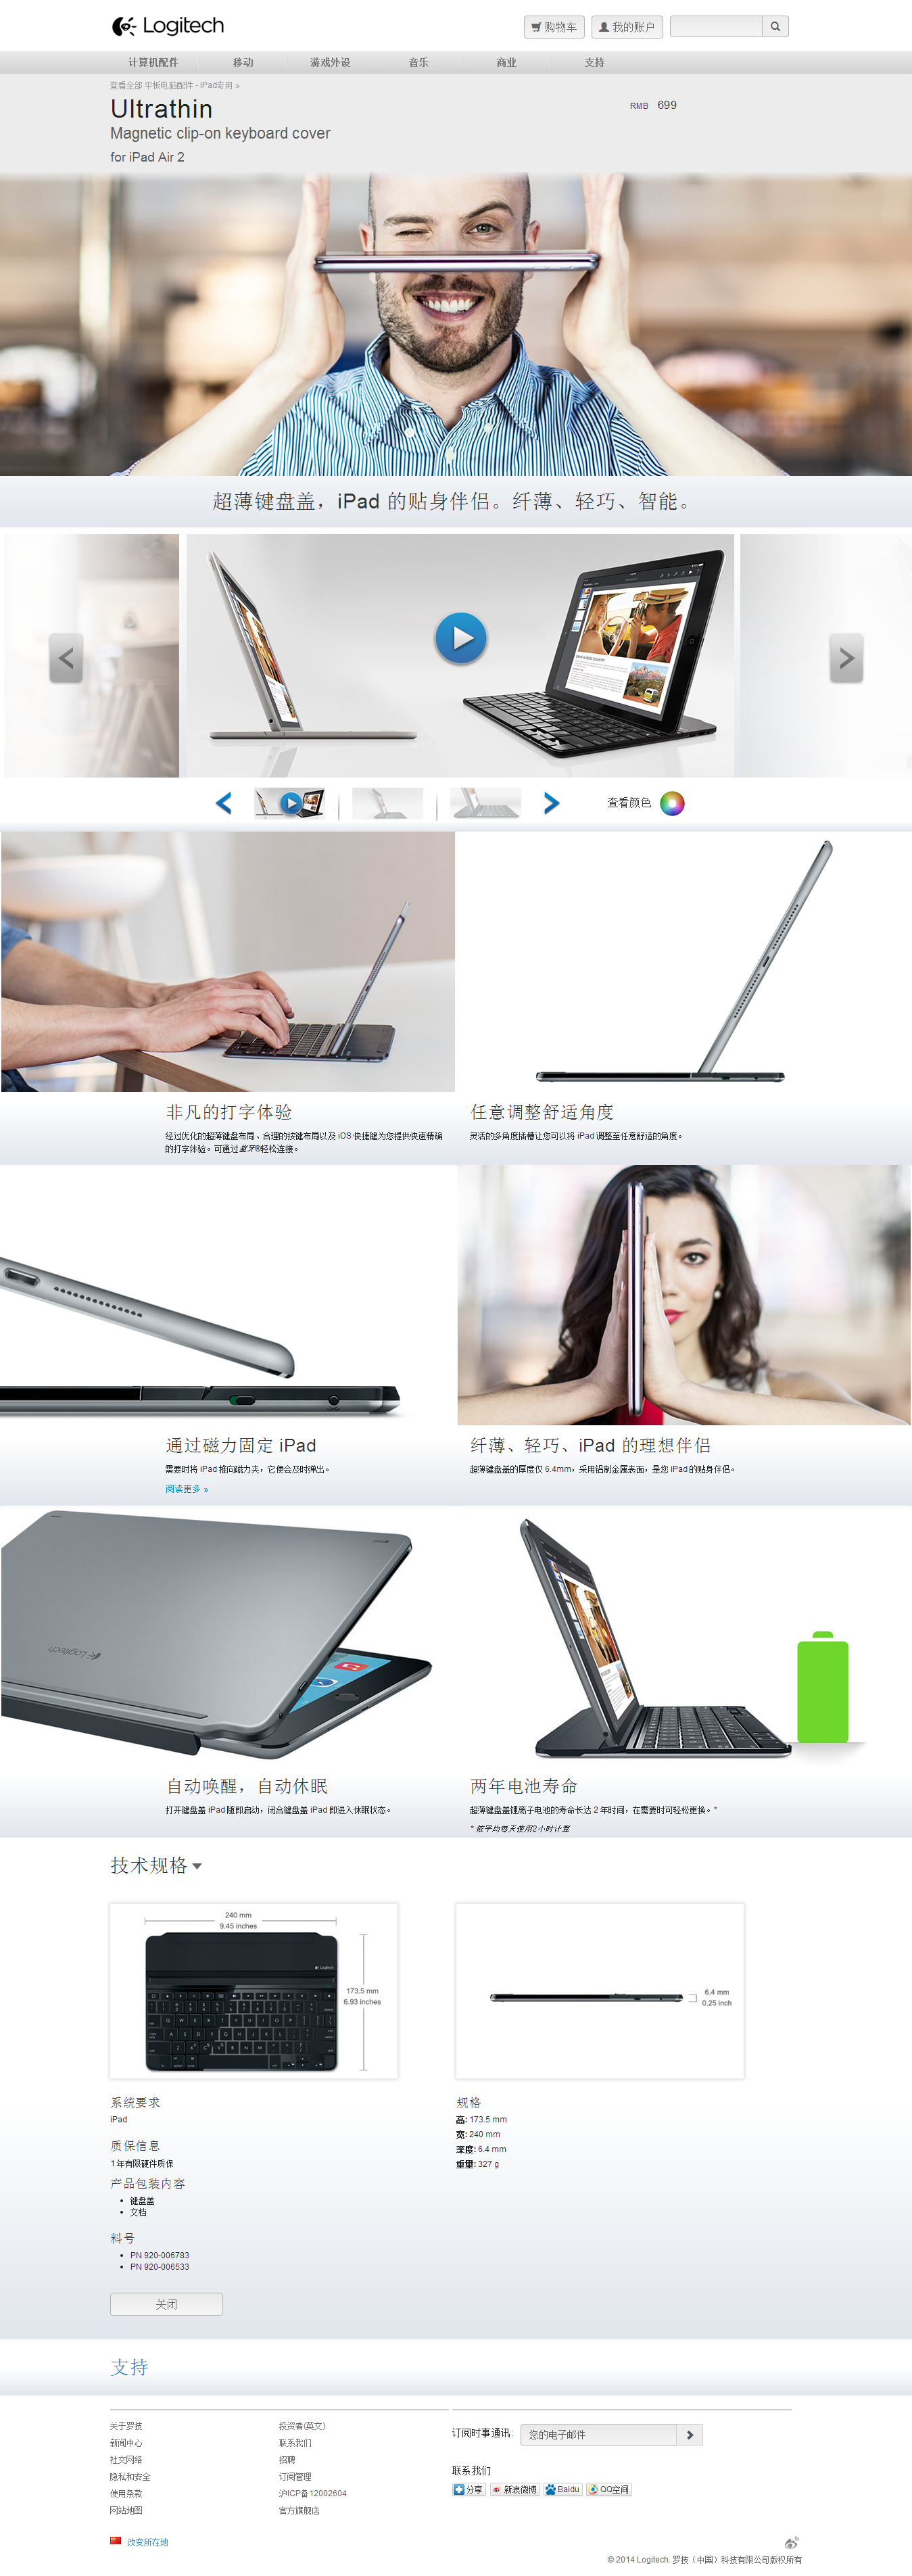 Logitech
购物车
我的账户
计算机配件 移动 游戏外设 音乐 商业 支持
查看全部 平板电脑配件 - iPad专用 »
Ultrathin
RMB 699
Magnetic clip-on keyboard cover
for iPad Air 2
超薄键盘盖，iPad 的贴身伴侣。纤薄、轻巧、智能。
查看颜色
非凡的打字体验
经过优化的超薄键盘布局、合理的按键布局以及 iOS 快捷键为您提供快速精确
的打字体验。可通过蓝牙®轻松连接。
任意调整舒适角度
灵活的多角度插槽让您可以将 iPad 调整至任意舒适的角度。
通过磁力固定 iPad
需要时将 iPad 推向磁力夹，它便会及时弹出。
阅读更多 »
纤薄、轻巧、iPad 的理想伴侣
超薄键盘盖的厚度仅 6.4mm，采用铝制金属表面，是您 iPad 的贴身伴侣。
Logitech
自动唤醒，自动休眠
打开键盘盖 iPad 随即启动，闭合键盘盖 iPad 即进入休眠状态。
两年电池寿命
超薄键盘盖锂离子电池的寿命长达 2 年时间，在需要时可轻松更换。*
* 依平均每天使用2小时计算
技术规格
240 mm
9.45 inches
Logitech
173.5 mm
6.93 inches
6.4 mm
0.25 inch
系统要求
iPad
质保信息
1 年有限硬件质保
产品包装内容
• 键盘盖
• 文档
料号
• PN 920-006783
• PN 920-006533
规格
高: 173.5 mm
宽: 240 mm
深度: 6.4 mm
重量: 327 g
关闭
支持
关于罗技
新闻中心
社交网络
隐私和安全
使用条款
网站地图
投资者(英文)
联系我们
招聘
订阅管理
沪ICP备12002604
官方旗舰店
订阅时事通讯：
您的电子邮件
联系我们
分享 新浪微博 Baidu QQ空间
改变所在地
© 2014 Logitech. 罗技（中国）科技有限公司版权所有